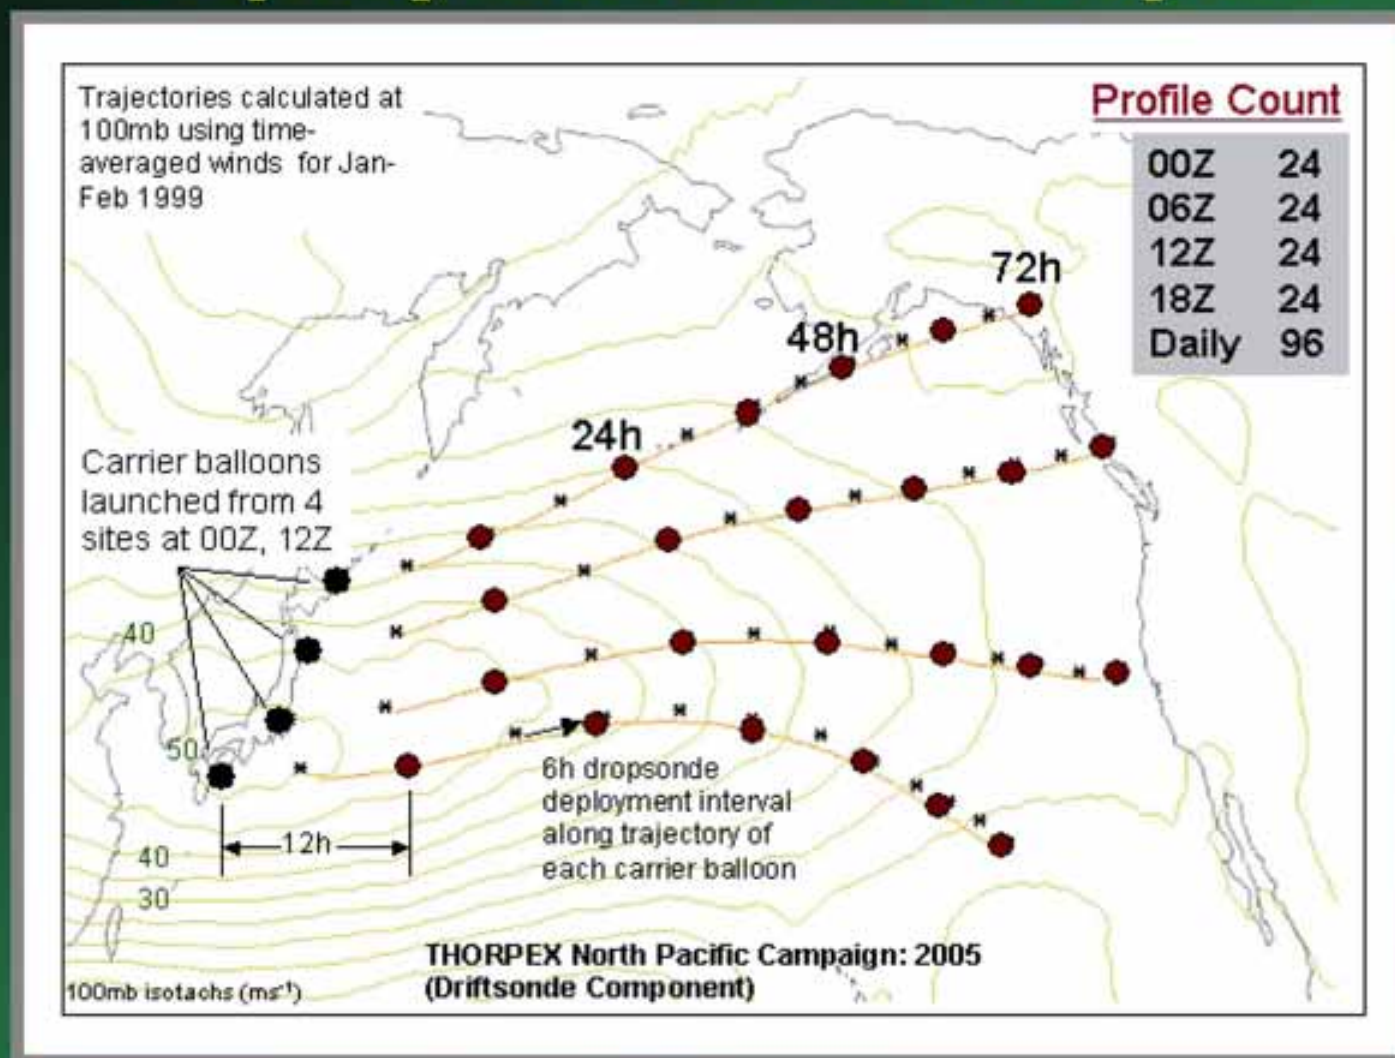 Trajectories calculated at
100mb using time-
averaged winds for Jan-
Feb 1999
Profile Count
00Z 24
06Z 24
12Z 24
18Z 24
Daily 96
72h
48h
24h
Carrier balloons
launched from 4
sites at 00Z, 12Z
40
50
6h dropsonde
deployment interval
along trajectory of
each carrier balloon
12h
40
30
THORPEX North Pacific Campaign: 2005
(Driftsonde Component)
100mb isotachs (ms⁻¹)